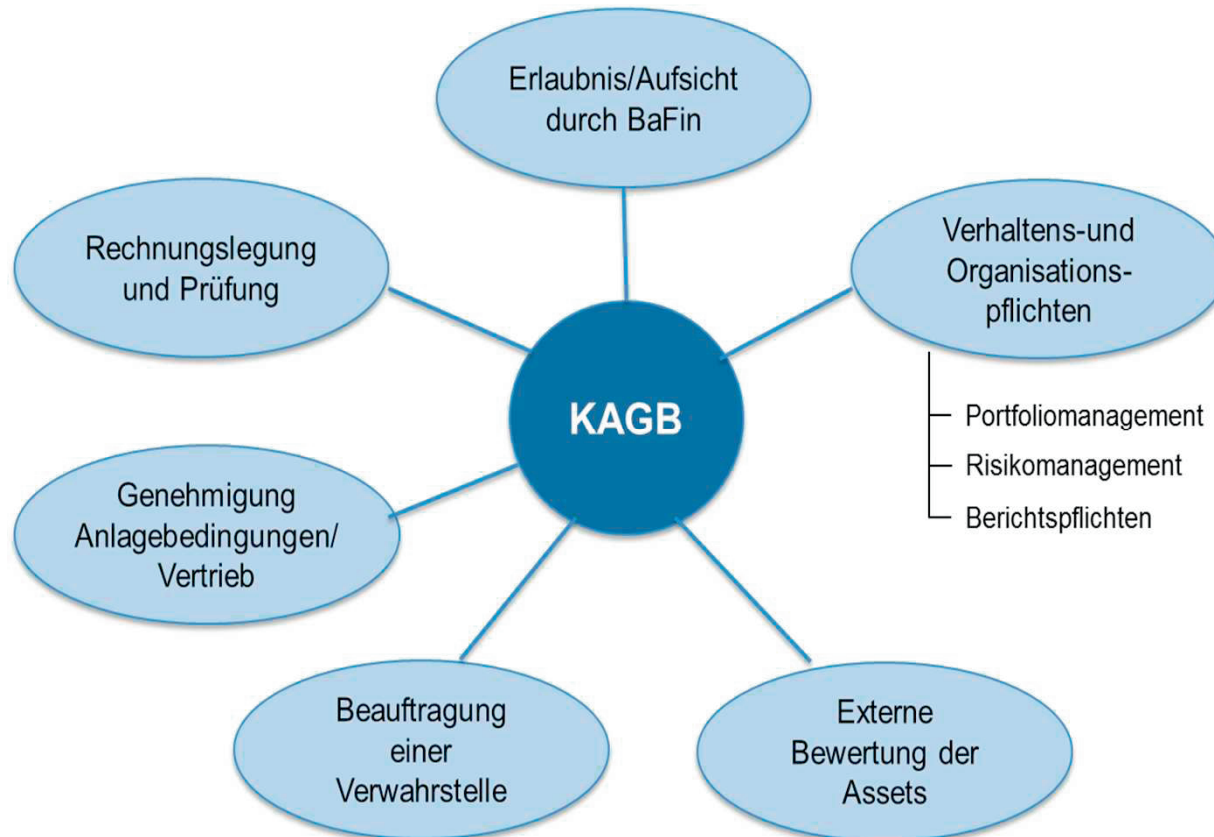 Erlaubnis/Aufsicht
durch BaFin
Rechnungslegung
und Prüfung
Verhaltens-und
Organisations-
pflichten
KAGB
Portfoliomanagement
Risikomanagement
Berichtspflichten
Genehmigung
Anlagebedingungen/
Vertrieb
Beauftragung
einer
Verwahrstelle
Externe
Bewertung der
Assets